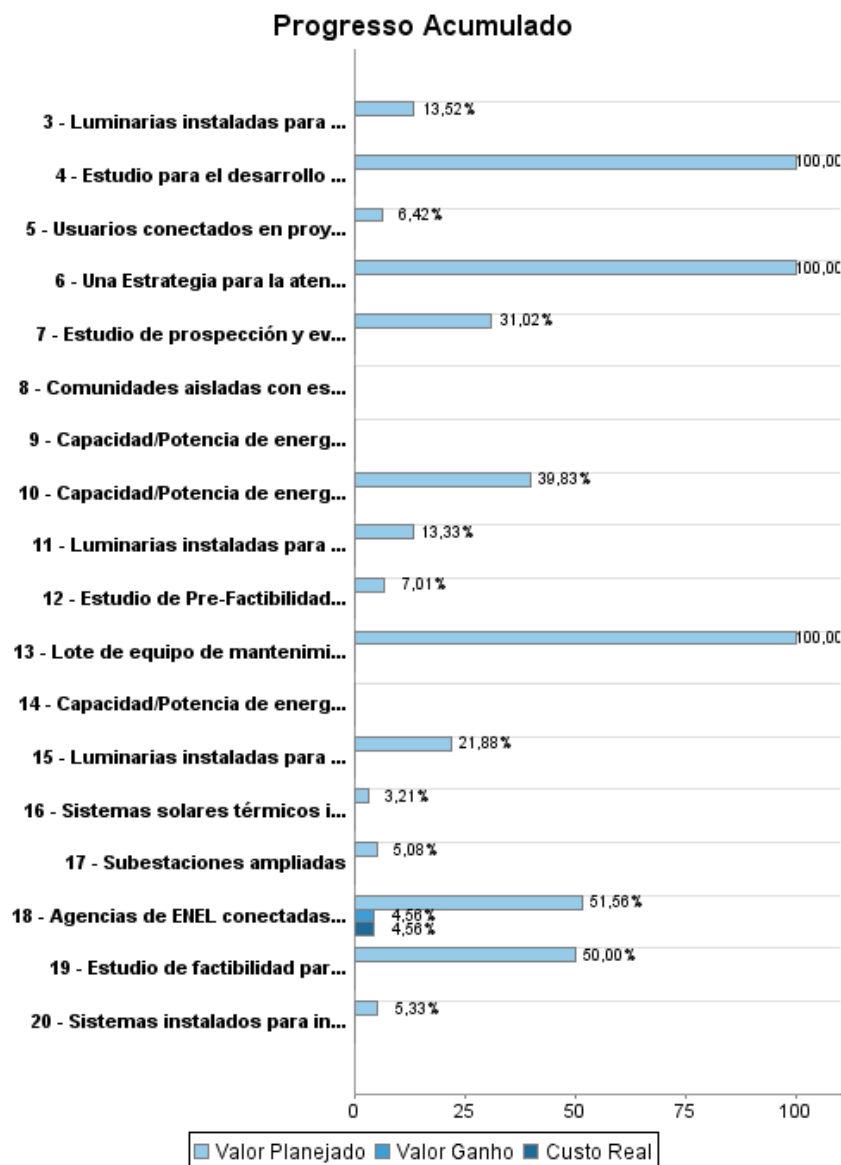 Progresso Acumulado
3 - Luminarias instaladas para ...
13,52%
4 - Estudio para el desarrollo ...
100,00
5 - Usuarios conectados en proy...
6,42%
6 - Una Estrategia para la aten...
100,00
7 - Estudio de prospección y ev...
31,02%
8 - Comunidades aisladas con es...
9 - Capacidad/Potencia de energ...
10 - Capacidad/Potencia de energ...
39,83%
11 - Luminarias instaladas para ...
13,33%
12 - Estudio de Pre-Factibilidad...
7,01%
13 - Lote de equipo de mantenimi...
100,00
14 - Capacidad/Potencia de energ...
15 - Luminarias instaladas para ...
21,88%
16 - Sistemas solares térmicos i...
3,21%
17 - Subestaciones ampliadas
5,08%
18 - Agencias de ENEL conectadas...
51,56%
4,56%
4,56%
19 - Estudio de factibilidad par...
50,00%
20 - Sistemas instalados para in...
5,33%
0 25 50 75 100
Valor Planejado Valor Ganho Custo Real